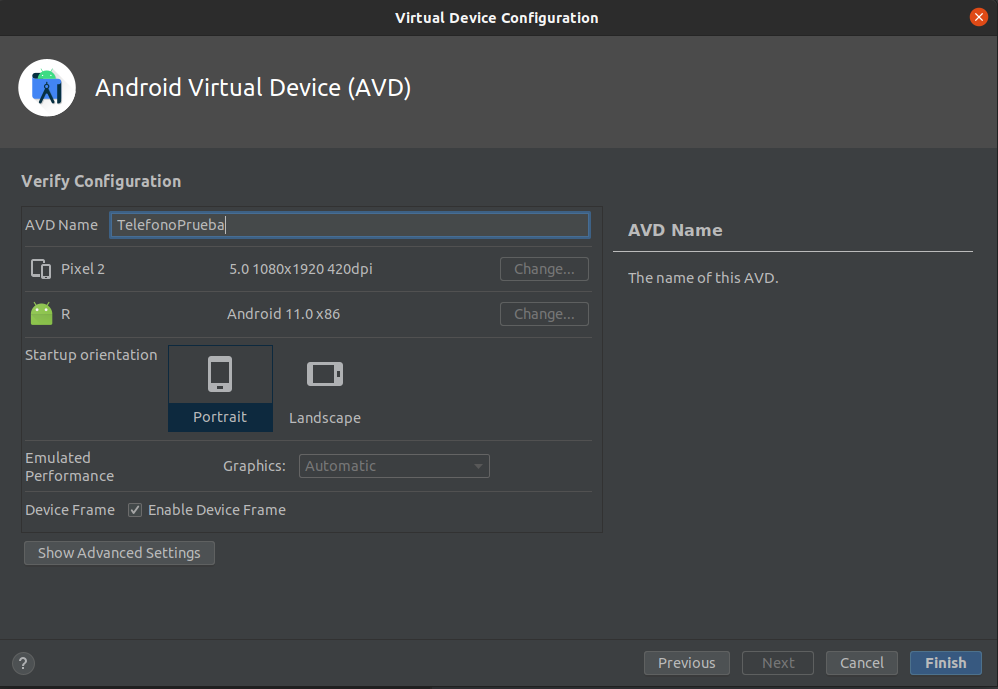 Virtual Device Configuration
Android Virtual Device (AVD)
Verify Configuration
AVD Name TelefonoPrueba
Pixel 2 5.0 1080x1920 420dpi Change...
R Android 11.0 x86 Change...
Startup orientation
Portrait
Landscape
Emulated
Performance
Graphics: Automatic
Device Frame Enable Device Frame
Show Advanced Settings
AVD Name
The name of this AVD.
? Previous Next Cancel Finish